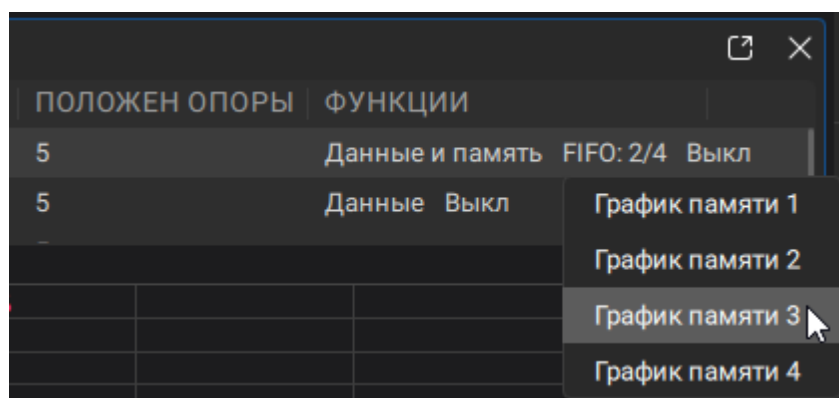 ПОЛОЖЕН ОПОРЫ ФУНКЦИИ
5 Данные и память FIFO: 2/4 Выкл
5 Данные Выкл
График памяти 1
График памяти 2
График памяти 3
График памяти 4